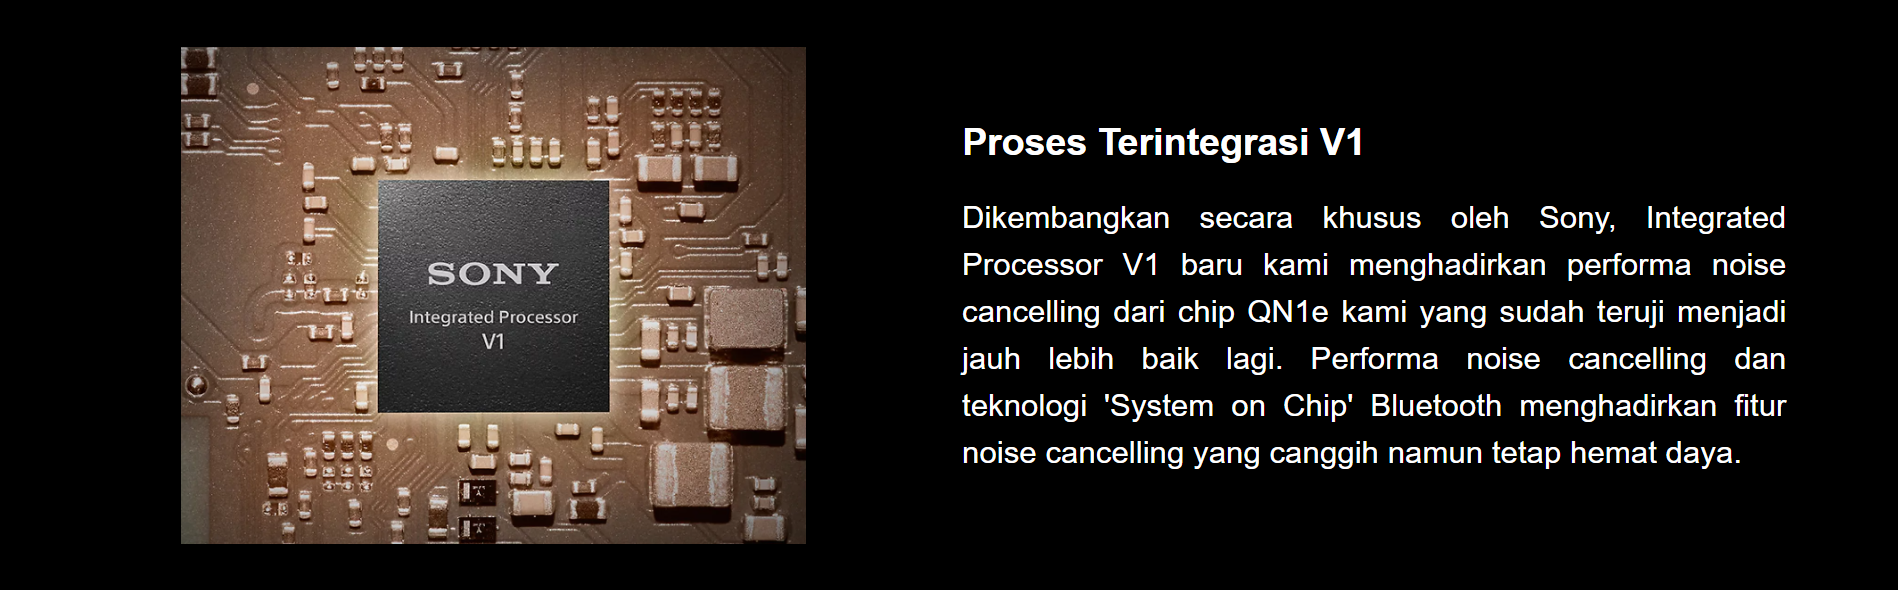 SONY
Integrated Processor
V1
Proses Terintegrasi V1
Dikembangkan secara khusus oleh Sony, Integrated
Processor V1 baru kami menghadirkan performa noise
cancelling dari chip QN1e kami yang sudah teruji menjadi
jauh lebih baik lagi. Performa noise cancelling dan
teknologi 'System on Chip' Bluetooth menghadirkan fitur
noise cancelling yang canggih namun tetap hemat daya.